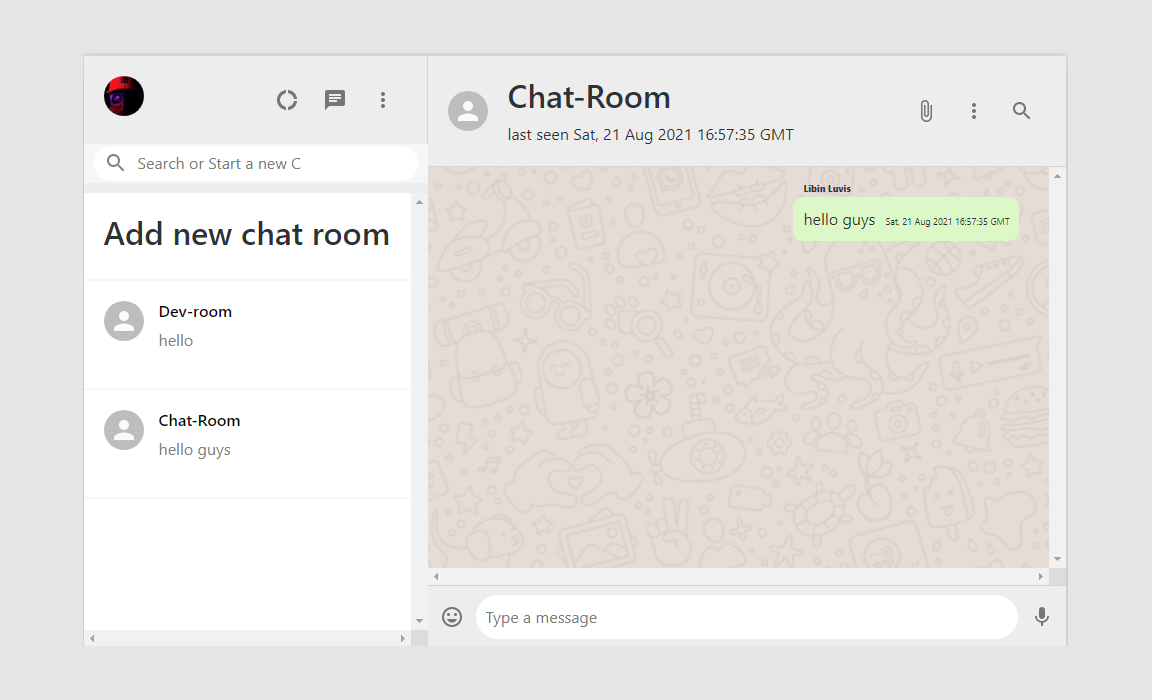 Search or Start a new C
Add new chat room
Dev-room
hello
Chat-Room
hello guys
Chat-Room
last seen Sat, 21 Aug 2021 16:57:35 GMT
Libin Luvis
hello guys Sat, 21 Aug 2021 16:57:35 GMT
Type a message